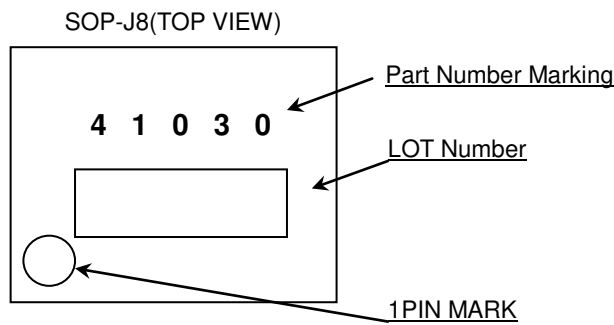 SOP-J8(TOP VIEW)
Part Number Marking
4 1 0 3 0
LOT Number
1PIN MARK